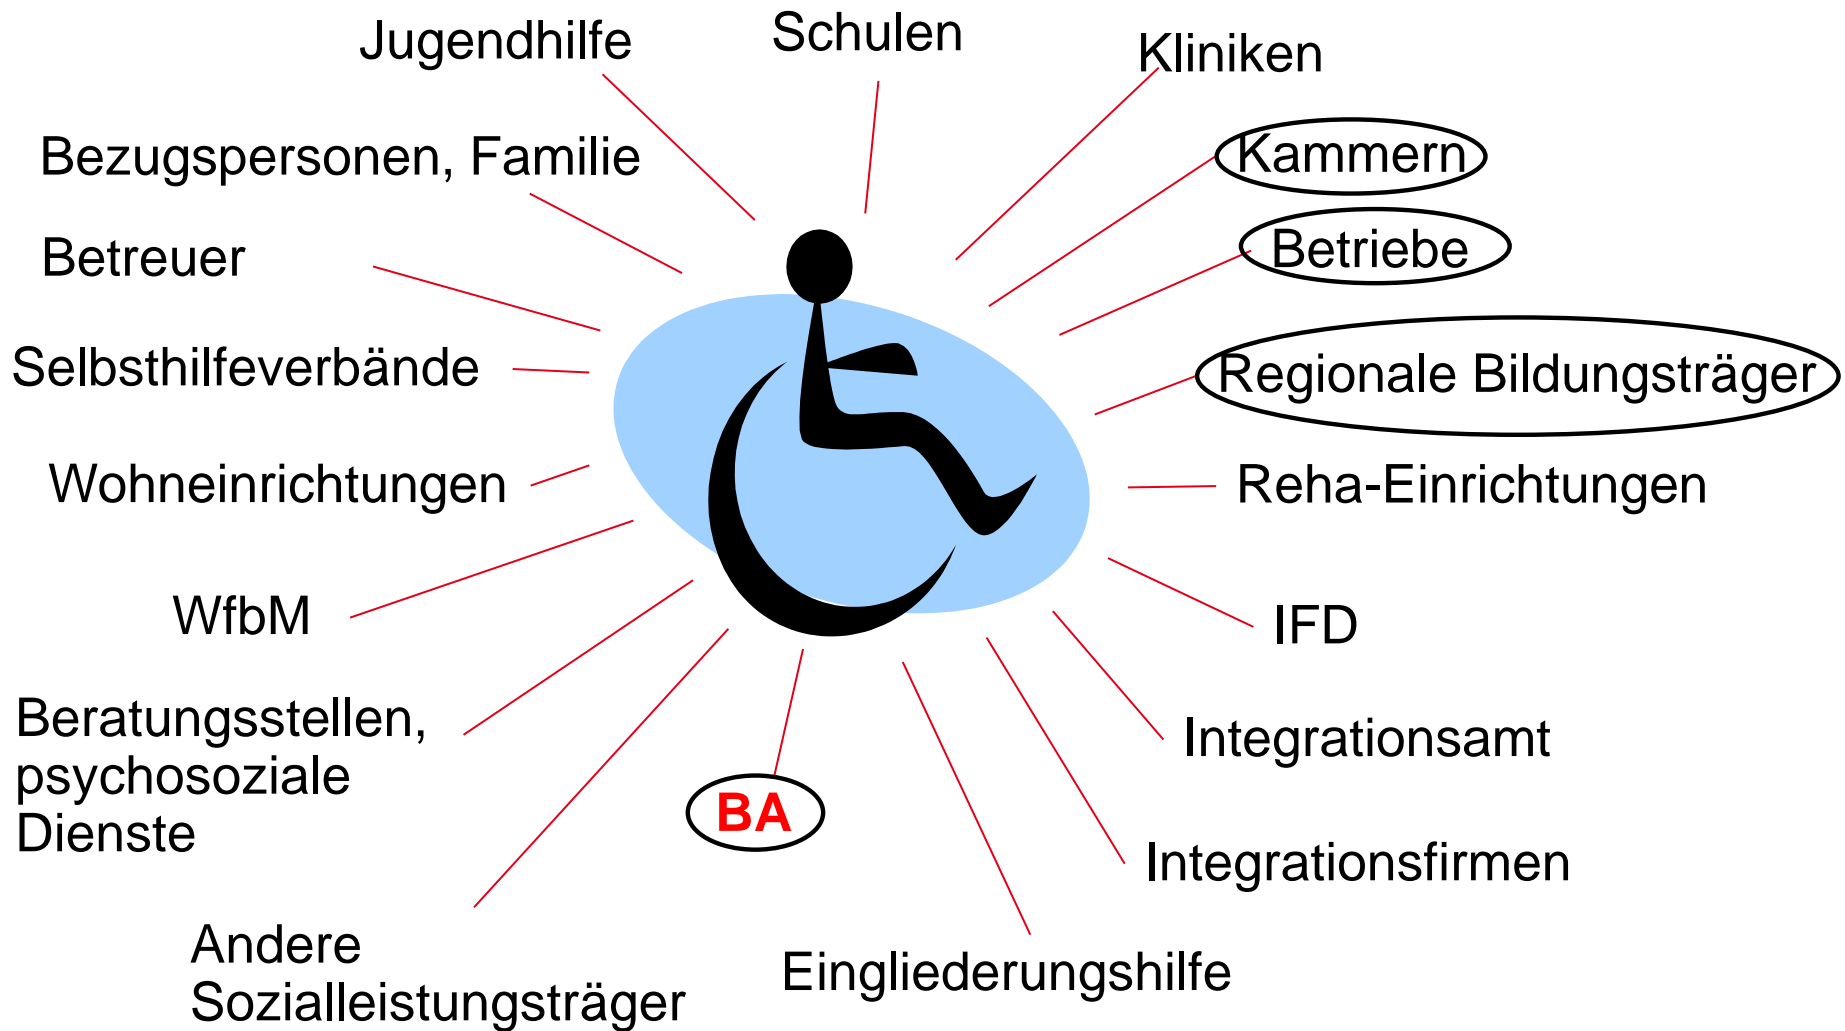 Jugendhilfe
Schulen
Kliniken
Bezugspersonen, Familie
Kammern
Betreuer
Betriebe
Selbsthilfeverbände
Regionale Bildungsträger
Wohneinrichtungen
Reha-Einrichtungen
WfbM
IFD
Beratungsstellen,
psychosoziale
Dienste
Integrationsamt
BA
Integrationsfirmen
Andere
Sozialleistungsträger
Eingliederungshilfe